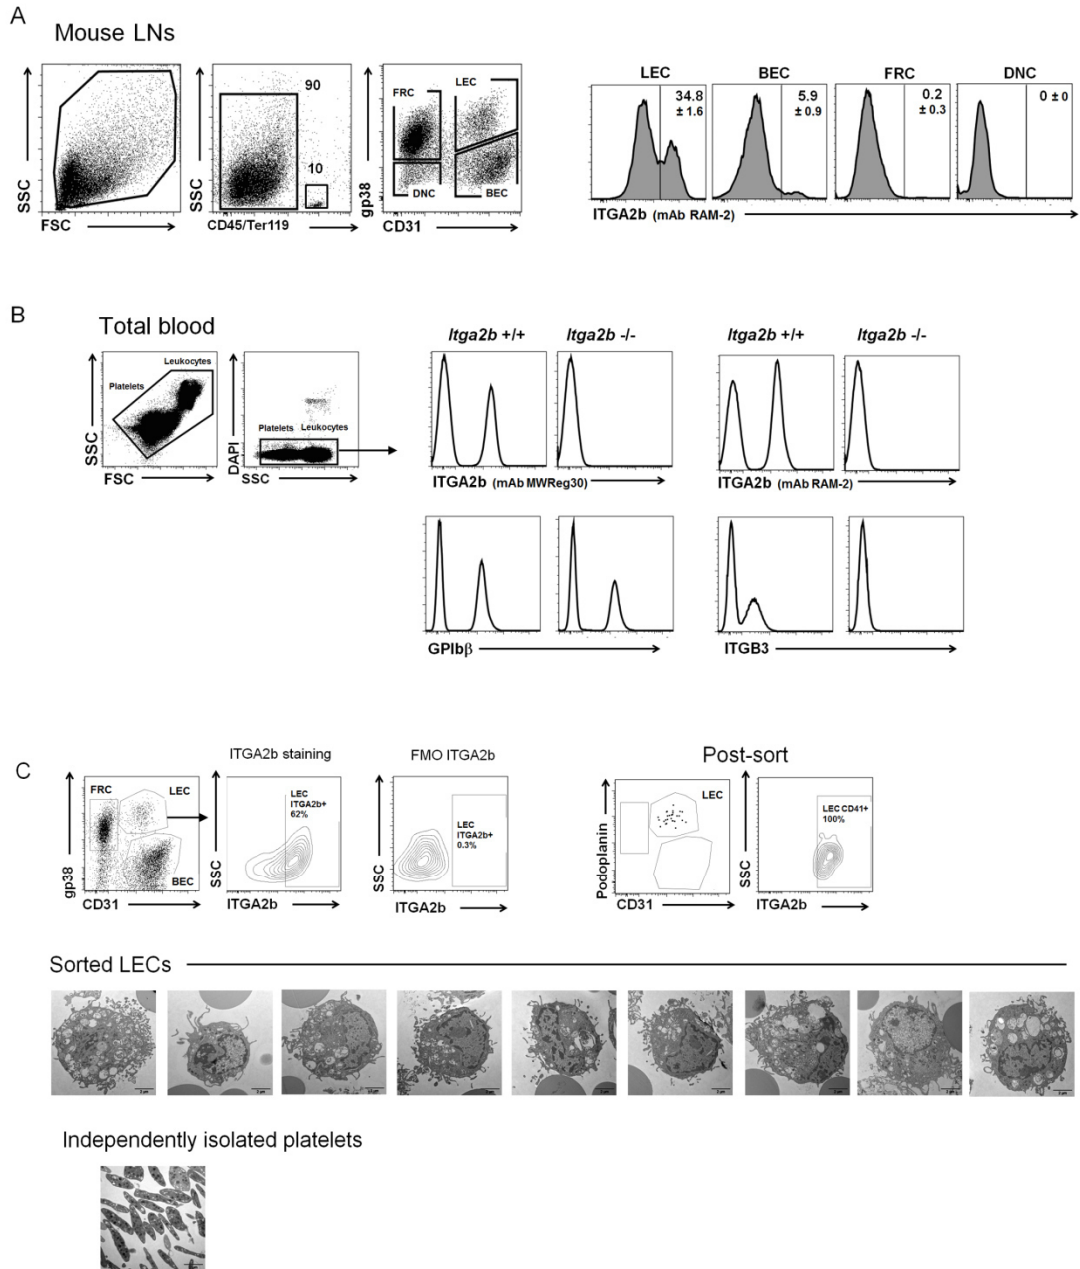 A
Mouse LNs
SSC
FSC
SSC
90
10
CD45/Ter119
gp38
FRC
LEC
DNC
BEC
CD31
LEC
34.8
± 1.6
BEC
5.9
± 0.9
FRC
0.2
± 0.3
DNC
0 ± 0
ITGA2b (mAb RAM-2)
B
Total blood
Leukocytes
Platelets
SSC
FSC
DAPI
Platelets
Leukocytes
SSC
Itga2b +/+
Itga2b -/-
ITGA2b (mAb MWReg30)
Itga2b +/+
Itga2b -/-
ITGA2b (mAb RAM-2)
GPIbβ
ITGB3
C
gp38
FRC
LEC
BEC
CD31
ITGA2b staining
SSC
LEC
ITGA2b+
62%
ITGA2b
FMO ITGA2b
SSC
LEC
ITGA2b+
0.3%
ITGA2b
Post-sort
Podoplanin
LEC
CD31
SSC
LEC CD41+
100%
ITGA2b
Sorted LECs
Independently isolated platelets